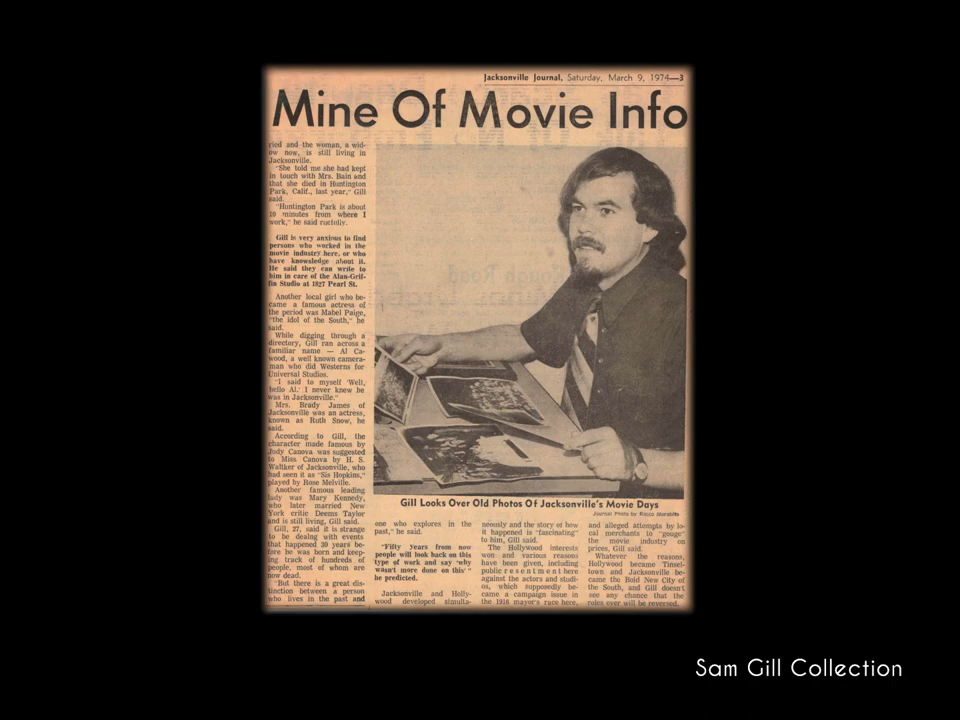 Jacksonville Journal, Saturday, March 9, 1974—3
Mine Of Movie Info
ried and the woman, a wid-
ow now, is still living in
Jacksonville.
"She told me she had kept
in touch with Mrs. Bain and
that she died in Huntington
Park, Calif., last year," Gill
said.
"Huntington Park is about
10 minutes from where I
work," he said ruefully.
Gill is very anxious to find
persons who worked in the
movie industry here, or who
have knowledge about it.
He said they can write to
him in care of the Alan-Grif-
fin Studio at 1827 Pearl St.
Another local girl who be-
came a famous actress of
the period was Mabel Paige,
"the idol of the South," he
said.
While digging through a
directory, Gill ran across a
familiar name — Al Ca-
wood, a well known camera-
man who did Westerns for
Universal Studios.
"I said to myself 'Well,
hello Al.' I never knew he
was in Jacksonville."
Mrs. Brady James of
Jacksonville was an actress,
known as Ruth Snow, he
said.
According to Gill, the
character made famous by
Judy Canova was suggested
to Miss Canova by H. S.
Waltker of Jacksonville, who
had seen it as "Sis Hopkins,"
played by Rose Melville.
Another famous leading
lady was Mary Kennedy,
who later married New
York critic Deems Taylor
and is still living, Gill said.
Gill, 27, said it is strange
to be dealing with events
that happened 30 years be-
fore he was born and keep-
ing track of hundreds of
people, most of whom are
now dead.
"But there is a great dis-
tinction between a person
who lives in the past and
Gill Looks Over Old Photos Of Jacksonville's Movie Days
Journal Photo by Rocco
one who explores in the
past," he said.
"Fifty years from now
people will look back on this
type of work and say 'why
wasn't more done on this' "
he predicted.
Jacksonville and Holly-
wood developed simulta-
neously and the story of how
it happened is "fascinating"
to him, Gill said.
The Hollywood interests
won and various reasons
have been given, including
public resentment here
against the actors and studi-
os, which supposedly be-
came a campaign issue in
the 1916 mayor's race here,
and alleged attempts by lo-
cal merchants to "gouge"
the movie industry on
prices, Gill said.
Whatever the reasons,
Hollywood became Tinsel-
town and Jacksonville be-
came the Bold New City of
the South, and Gill doesn't
see any chance that the
roles ever will be reversed.
Sam Gill Collection